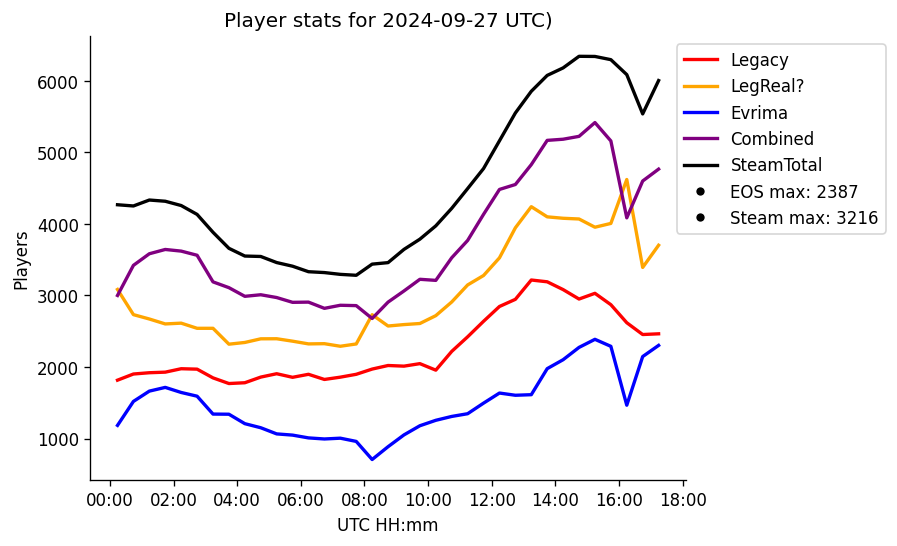 Player stats for 2024-09-27 UTC)
Players
6000
5000
4000
3000
2000
1000
00:00 02:00 04:00 06:00 08:00 10:00 12:00 14:00 16:00 18:00
UTC HH:mm
Legacy
LegReal?
Evrima
Combined
SteamTotal
EOS max: 2387
Steam max: 3216